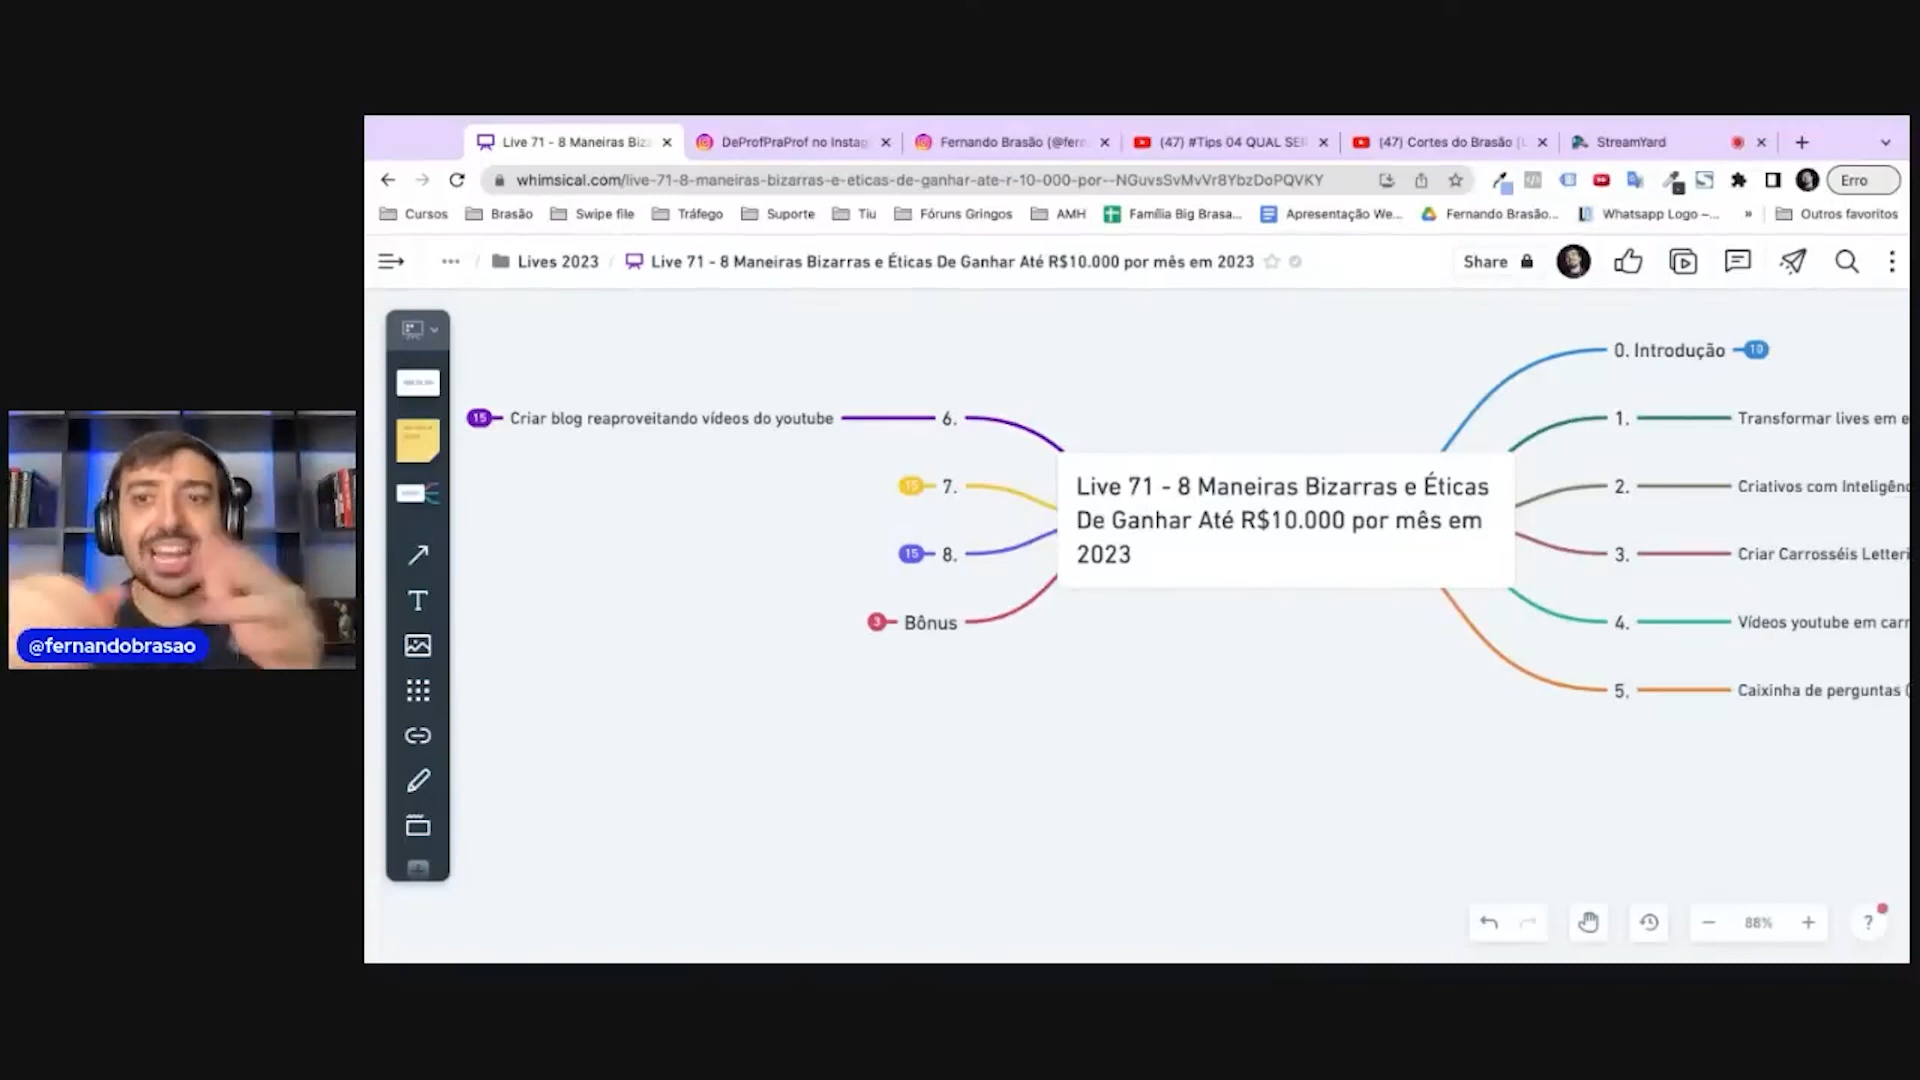 Live 71 - 8 Maneiras Biza
DeProfPraProf no Instag
Fernando Brasão (@fern
(47) #Tips 04 QUAL SER
(47) Cortes do Brasão [L
StreamYard
whimsical.com/live-71-8-maneiras-bizarras-e-eticas-de-ganhar-ate-r-10-000-por--NGuvsSvMvVr8YbzDoPQVKY
Erro
Cursos
Brasão
Swipe file
Tráfego
Suporte
Tiu
Fóruns Gringos
AMH
Família Big Brasa...
Apresentação We...
Fernando Brasão...
Whatsapp Logo –...
»
Outros favoritos
... / Lives 2023 / Live 71 - 8 Maneiras Bizarras e Éticas De Ganhar Até R$10.000 por mês em 2023
Share
0. Introdução 10
15 Criar blog reaproveitando vídeos do youtube 6.
1. Transformar lives em e
15 7.
2. Criativos com Inteligênc
Live 71 - 8 Maneiras Bizarras e Éticas
De Ganhar Até R$10.000 por mês em
2023
15 8.
3. Criar Carrosséis Letteri
3 Bônus
4. Vídeos youtube em carr
5. Caixinha de perguntas (
@fernandobrasao
T
88%
?